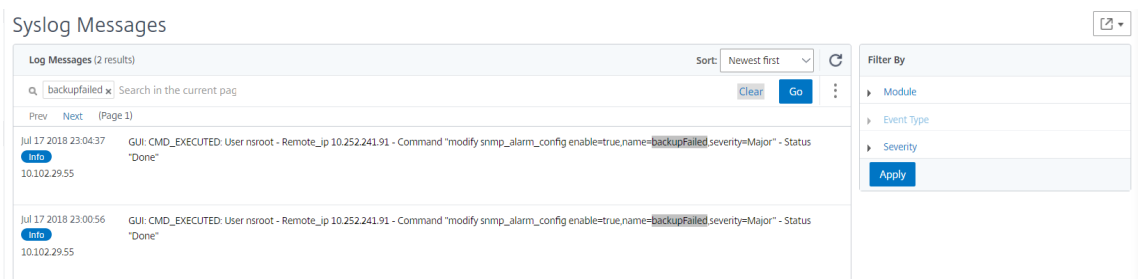 Syslog Messages
Log Messages (2 results)
Sort: Newest first
backupfailed x Search in the current pag
Clear Go
Prev Next (Page 1)
Jul 17 2018 23:04:37
Info
10.102.29.55
GUI: CMD_EXECUTED: User nsroot - Remote_ip 10.252.241.91 - Command "modify snmp_alarm_config enable=true,name=backupFailed,severity=Major" - Status
"Done"
Jul 17 2018 23:00:56
Info
10.102.29.55
GUI: CMD_EXECUTED: User nsroot - Remote_ip 10.252.241.91 - Command "modify snmp_alarm_config enable=true,name=backupFailed,severity=Major" - Status
"Done"
Filter By
Module
Event Type
Severity
Apply